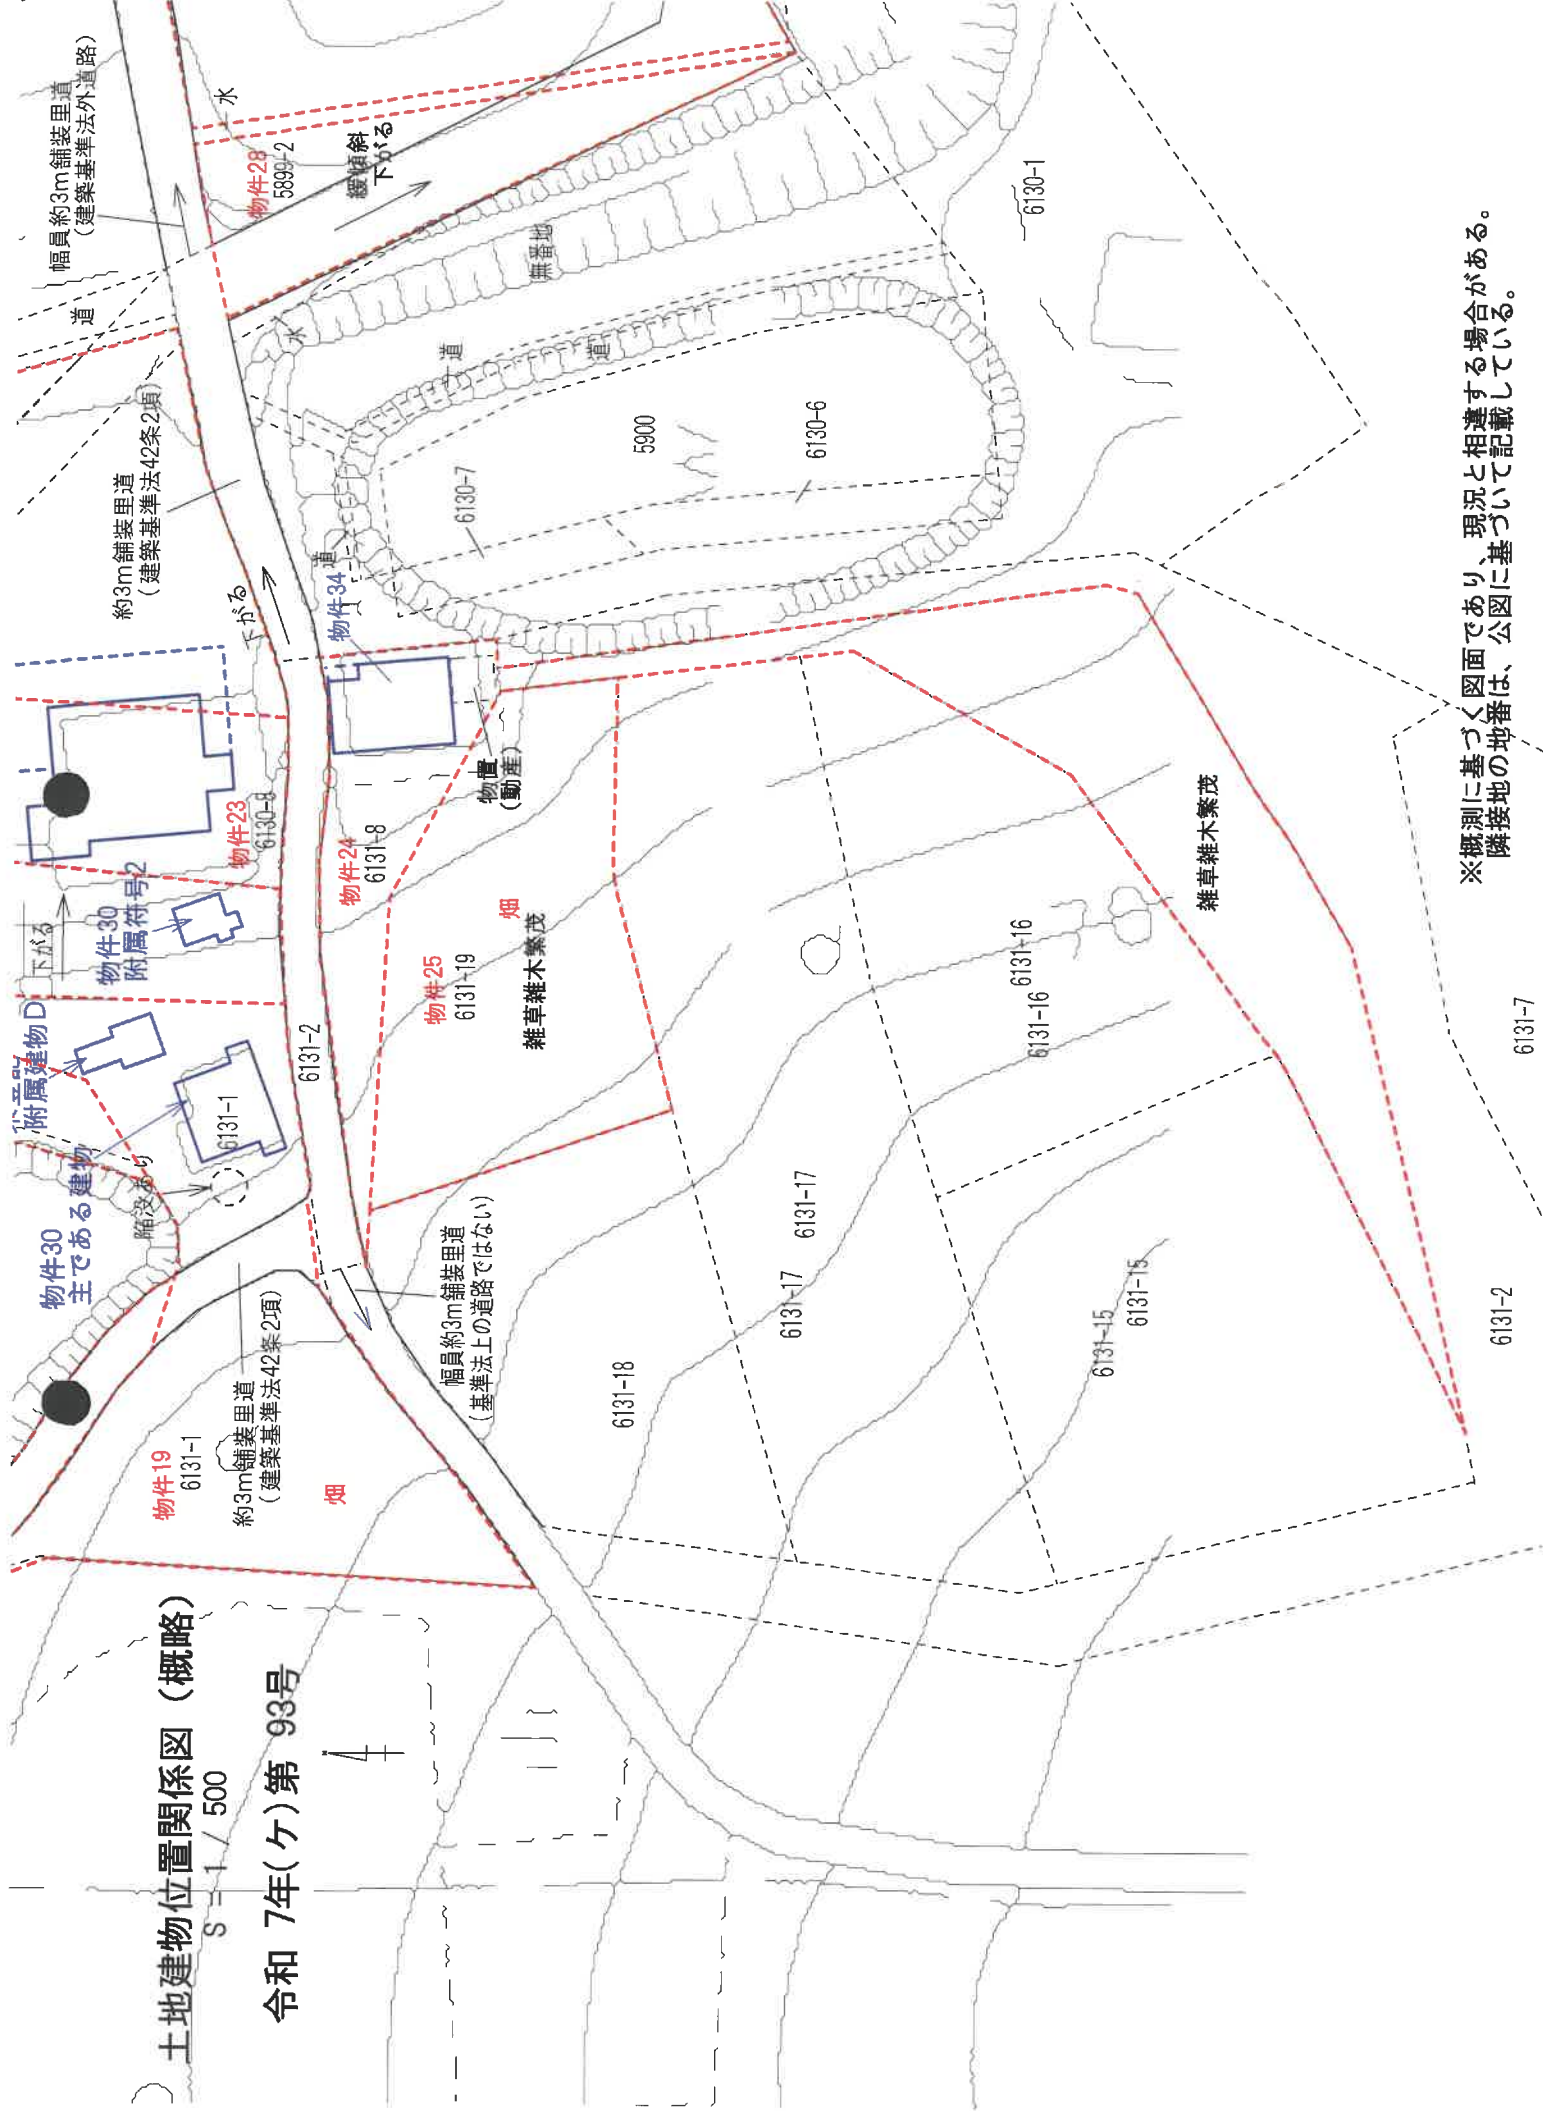 土地建物位置関係図（概略）
S = 1 / 500
令和 7年(ケ)第 93号
物件30
主である建物
附属建物D
物件30
附属符号2
下がる
陥没あり
6131-1
物件19
6131-1
約3m舗装里道
（建築基準法42条2項）
畑
幅員約3m舗装里道
（基準法上の道路ではない）
6131-2
物件23
6130-8
物件24
6131-8
物件25
6131-19
畑
雑草雑木繁茂
物置
（動産）
物件34
下がる
約3m舗装里道
（建築基準法42条2項）
幅員約3m舗装里道
（建築基準法外道路）
道
水
物件28
5899-2
緩傾斜
下がる
無番地
水
道
道
道
6130-7
5900
6130-6
6130-1
6131-18
6131-17
6131-17
6131-16
6131-16
6131-15
6131-15
雑草雑木繁茂
6131-2
6131-7
※概測に基づく図面であり、現況と相違する場合がある。
隣接地の地番は、公図に基づいて記載している。